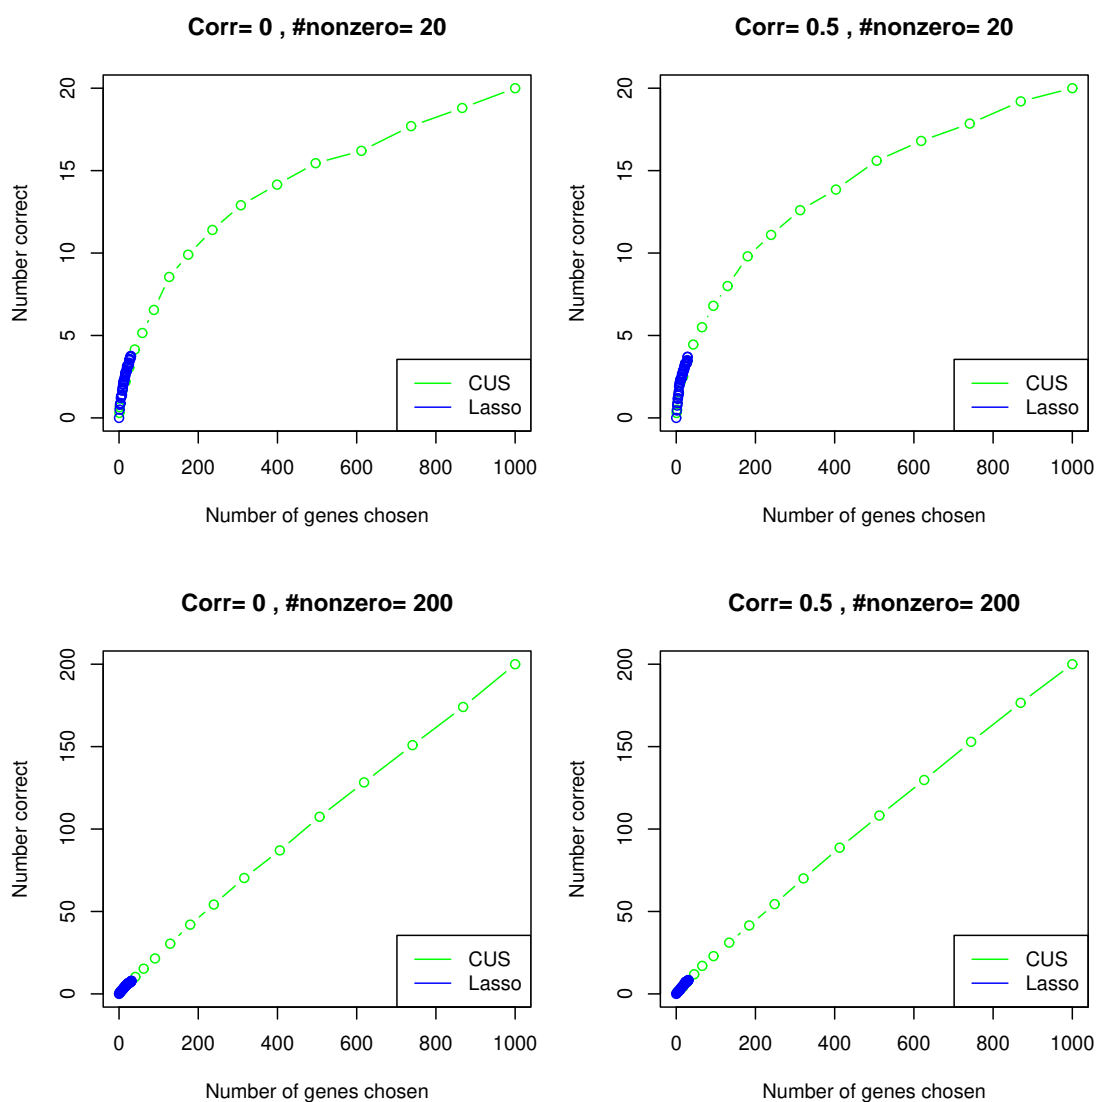 Corr= 0 , #nonzero= 20
Number correct
20
15
10
5
0
CUS
Lasso
0 200 400 600 800 1000
Number of genes chosen
Corr= 0.5 , #nonzero= 20
Number correct
20
15
10
5
0
CUS
Lasso
0 200 400 600 800 1000
Number of genes chosen
Corr= 0 , #nonzero= 200
Number correct
200
150
100
50
0
CUS
Lasso
0 200 400 600 800 1000
Number of genes chosen
Corr= 0.5 , #nonzero= 200
Number correct
200
150
100
50
0
CUS
Lasso
0 200 400 600 800 1000
Number of genes chosen